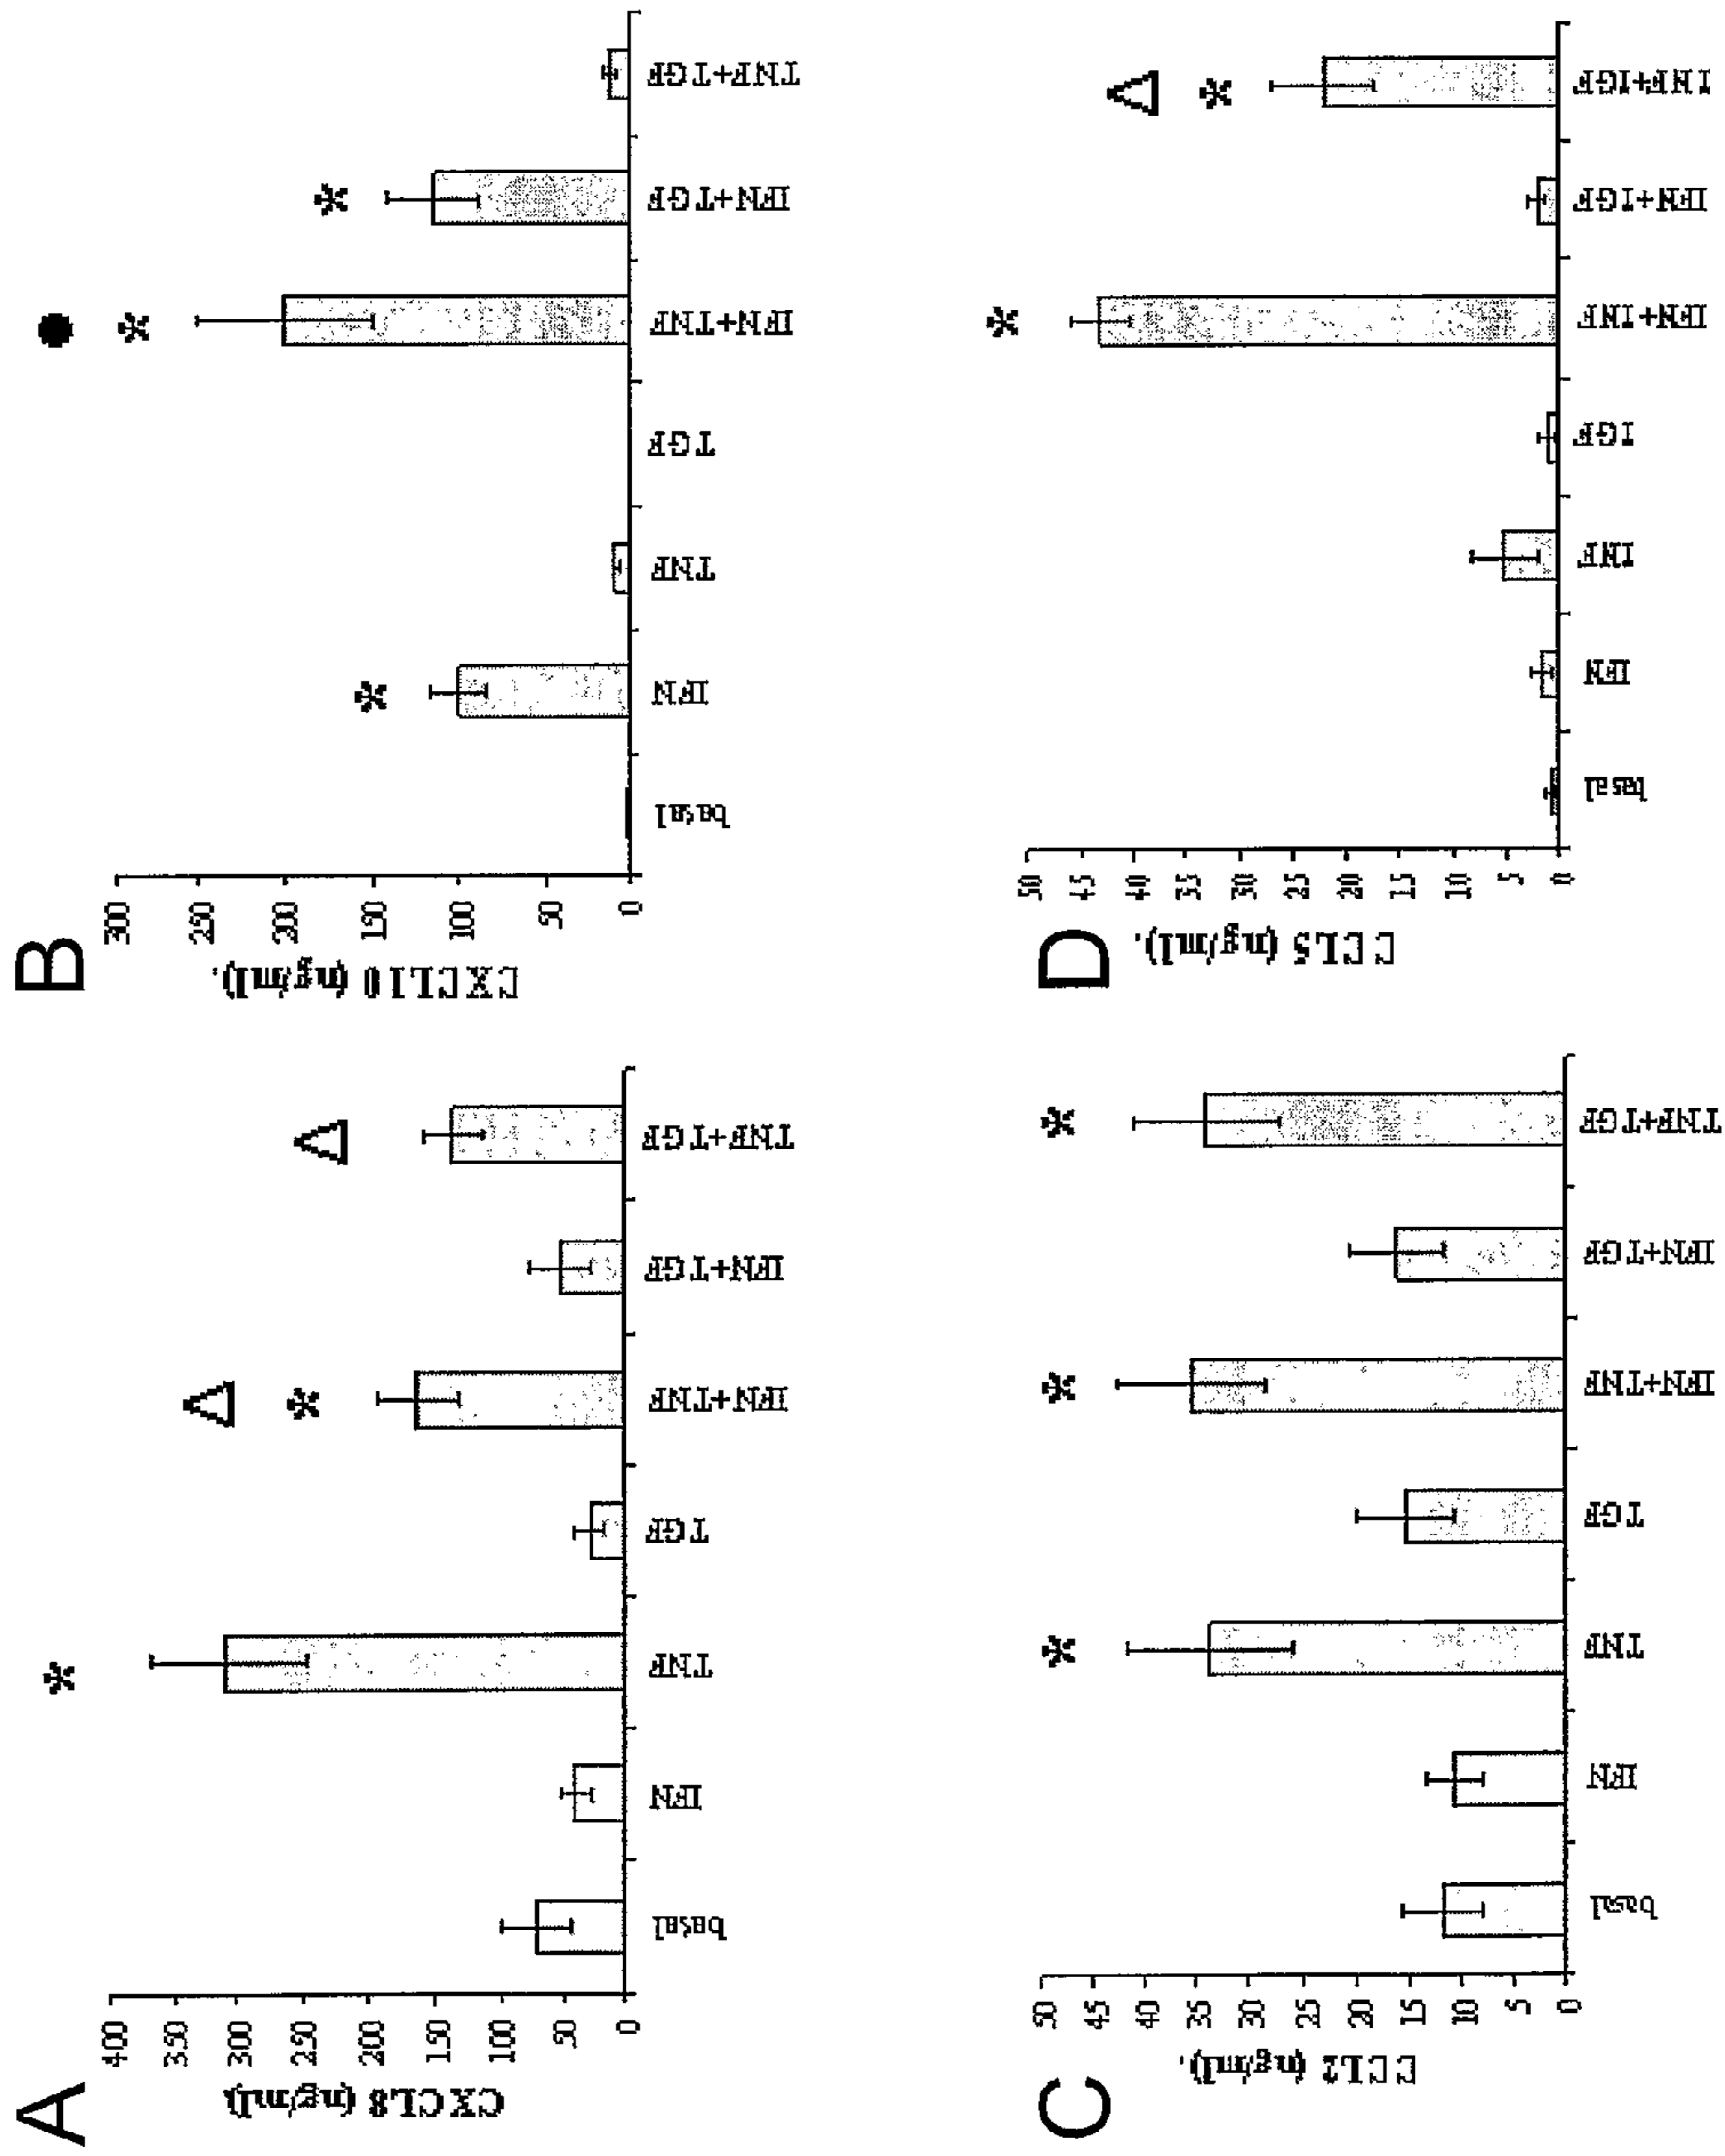 A
CXCL8 (ng/ml).
400
350
300
250
200
150
100
50
0
basal
IFN
TNF
TGF
IFN+TNF
IFN+TGF
TNF+TGF
*
Δ
*
Δ
B
CXCL10 (ng/ml).
300
250
200
150
100
50
0
basal
IFN
TNF
TGF
IFN+TNF
IFN+TGF
TNF+TGF
*
●
*
*
C
CCL2 (ng/ml).
50
45
40
35
30
25
20
15
10
5
0
basal
IFN
TNF
TGF
IFN+TNF
IFN+TGF
TNF+TGF
*
*
*
D
CCL5 (ng/ml).
50
45
40
35
30
25
20
15
10
5
0
basal
IFN
TNF
TGF
IFN+TNF
IFN+TGF
TNF+TGF
*
Δ
*